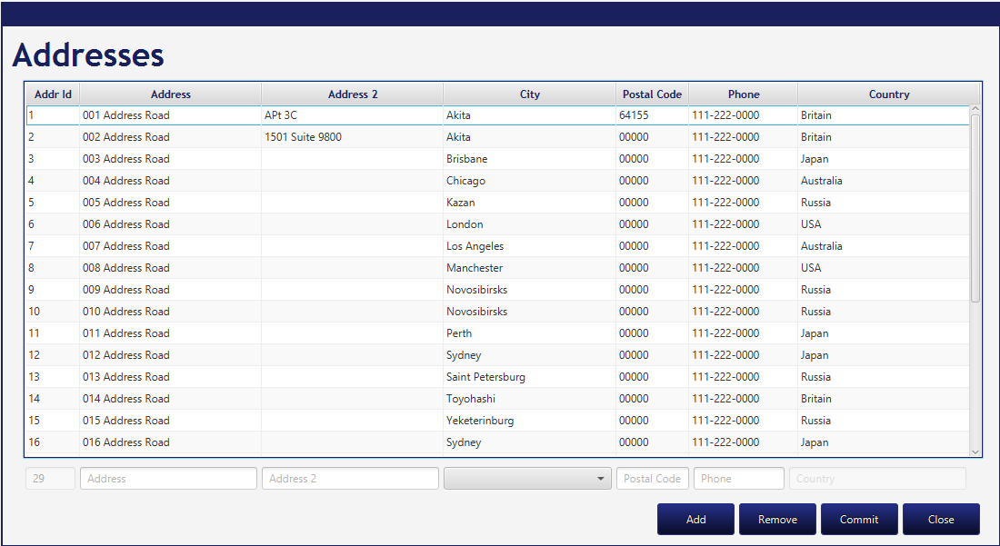 Addresses
Addr Id Address Address 2 City Postal Code Phone Country
1 001 Address Road APt 3C Akita 64155 111-222-0000 Britain
2 002 Address Road 1501 Suite 9800 Akita 00000 111-222-0000 Britain
3 003 Address Road Brisbane 00000 111-222-0000 Japan
4 004 Address Road Chicago 00000 111-222-0000 Australia
5 005 Address Road Kazan 00000 111-222-0000 Russia
6 006 Address Road London 00000 111-222-0000 USA
7 007 Address Road Los Angeles 00000 111-222-0000 Australia
8 008 Address Road Manchester 00000 111-222-0000 USA
9 009 Address Road Novosibirsks 00000 111-222-0000 Russia
10 010 Address Road Novosibirsks 00000 111-222-0000 Russia
11 011 Address Road Perth 00000 111-222-0000 Japan
12 012 Address Road Sydney 00000 111-222-0000 Japan
13 013 Address Road Saint Petersburg 00000 111-222-0000 Russia
14 014 Address Road Toyohashi 00000 111-222-0000 Britain
15 015 Address Road Yeketerinburg 00000 111-222-0000 Russia
16 016 Address Road Sydney 00000 111-222-0000 Japan
29 Address Address 2 Postal Code Phone Country
Add Remove Commit Close